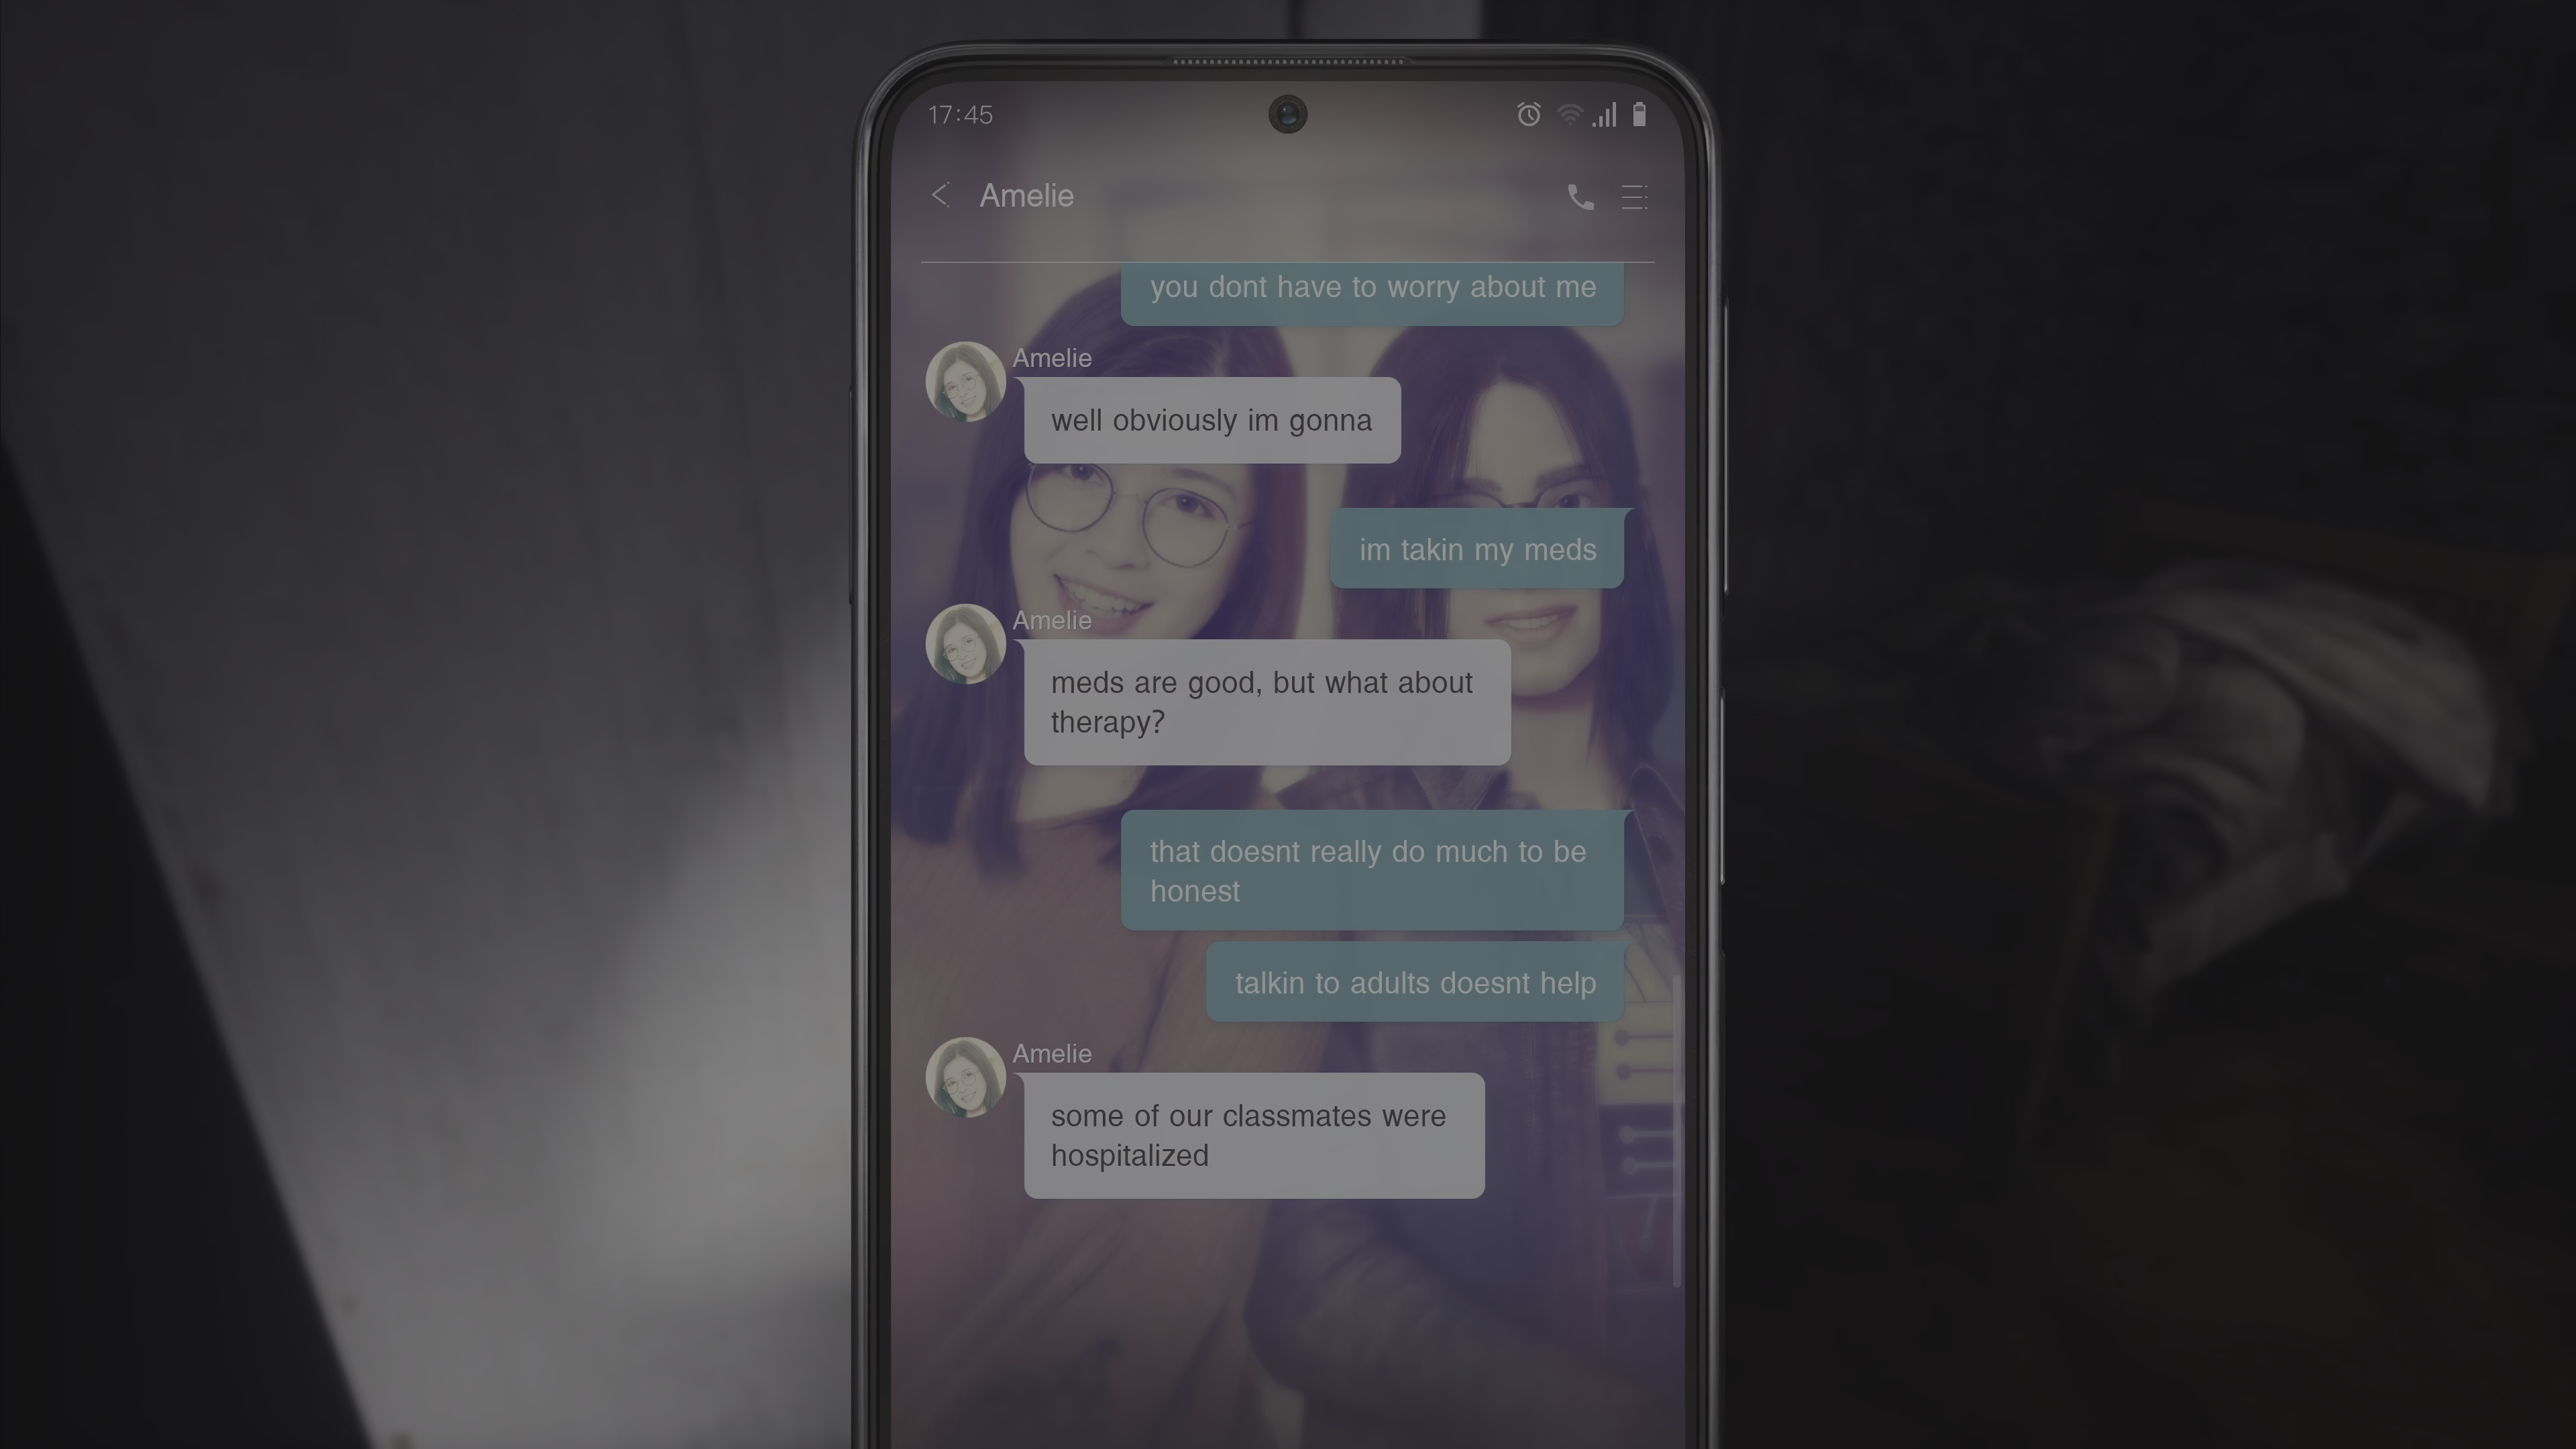 17:45
Amelie
you dont have to worry about me
Amelie
well obviously im gonna
im takin my meds
Amelie
meds are good, but what about
therapy?
that doesnt really do much to be
honest
talkin to adults doesnt help
Amelie
some of our classmates were
hospitalized